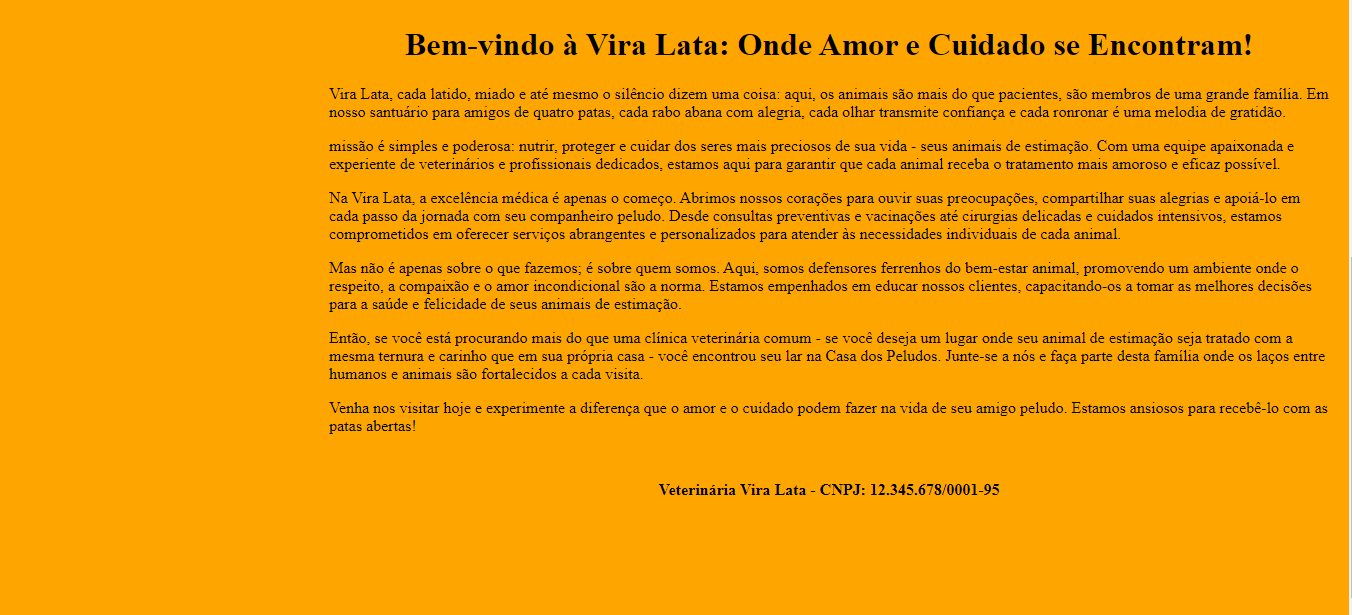 Bem-vindo à Vira Lata: Onde Amor e Cuidado se Encontram!
Vira Lata, cada latido, miado e até mesmo o silêncio dizem uma coisa: aqui, os animais são mais do que pacientes, são membros de uma grande família. Em
nosso santuário para amigos de quatro patas, cada rabo abana com alegria, cada olhar transmite confiança e cada ronronar é uma melodia de gratidão.
missão é simples e poderosa: nutrir, proteger e cuidar dos seres mais preciosos de sua vida - seus animais de estimação. Com uma equipe apaixonada e
experiente de veterinários e profissionais dedicados, estamos aqui para garantir que cada animal receba o tratamento mais amoroso e eficaz possível.
Na Vira Lata, a excelência médica é apenas o começo. Abrimos nossos corações para ouvir suas preocupações, compartilhar suas alegrias e apoiá-lo em
cada passo da jornada com seu companheiro peludo. Desde consultas preventivas e vacinações até cirurgias delicadas e cuidados intensivos, estamos
comprometidos em oferecer serviços abrangentes e personalizados para atender às necessidades individuais de cada animal.
Mas não é apenas sobre o que fazemos; é sobre quem somos. Aqui, somos defensores ferrenhos do bem-estar animal, promovendo um ambiente onde o
respeito, a compaixão e o amor incondicional são a norma. Estamos empenhados em educar nossos clientes, capacitando-os a tomar as melhores decisões
para a saúde e felicidade de seus animais de estimação.
Então, se você está procurando mais do que uma clínica veterinária comum - se você deseja um lugar onde seu animal de estimação seja tratado com a
mesma ternura e carinho que em sua própria casa - você encontrou seu lar na Casa dos Peludos. Junte-se a nós e faça parte desta família onde os laços entre
humanos e animais são fortalecidos a cada visita.
Venha nos visitar hoje e experimente a diferença que o amor e o cuidado podem fazer na vida de seu amigo peludo. Estamos ansiosos para recebê-lo com as
patas abertas!
Veterinária Vira Lata - CNPJ: 12.345.678/0001-95